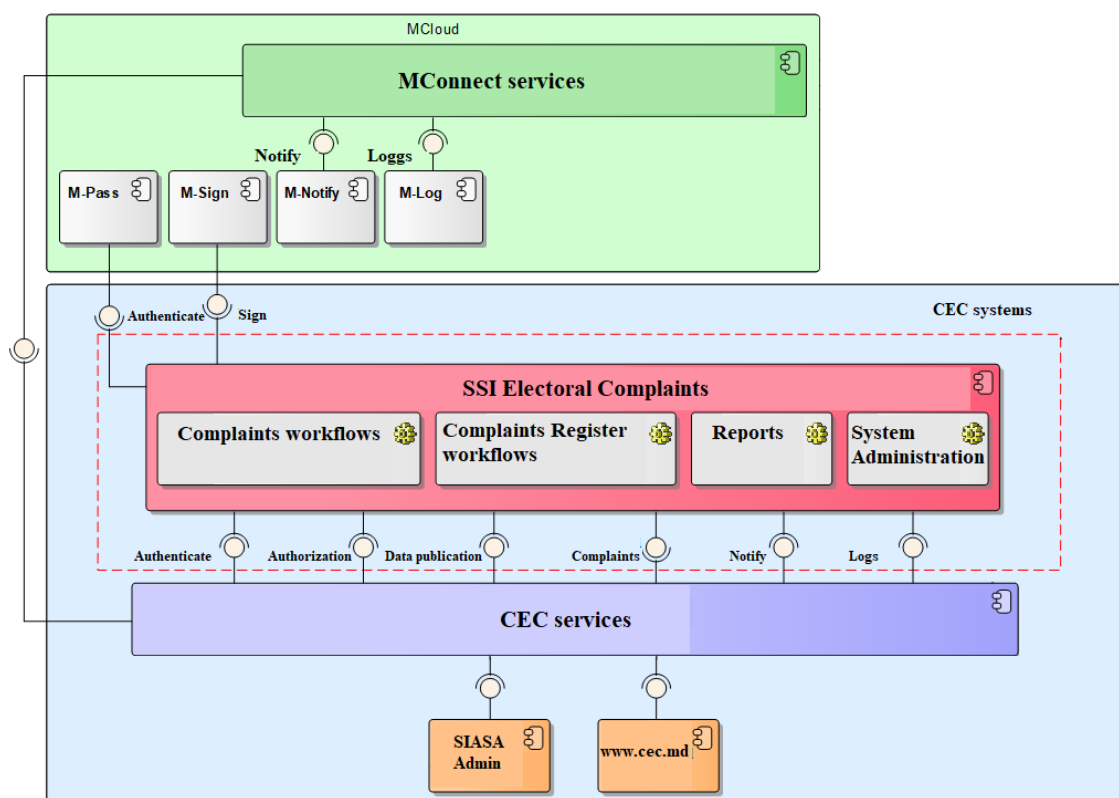 MCloud
MConnect services
Notify
Loggs
M-Pass
M-Sign
M-Notify
M-Log
Authenticate
Sign
CEC systems
SSI Electoral Complaints
Complaints workflows
Complaints Register
workflows
Reports
System
Administration
Authenticate
Authorization
Data publication
Complaints
Notify
Logs
CEC services
SIASA
Admin
www.cec.md